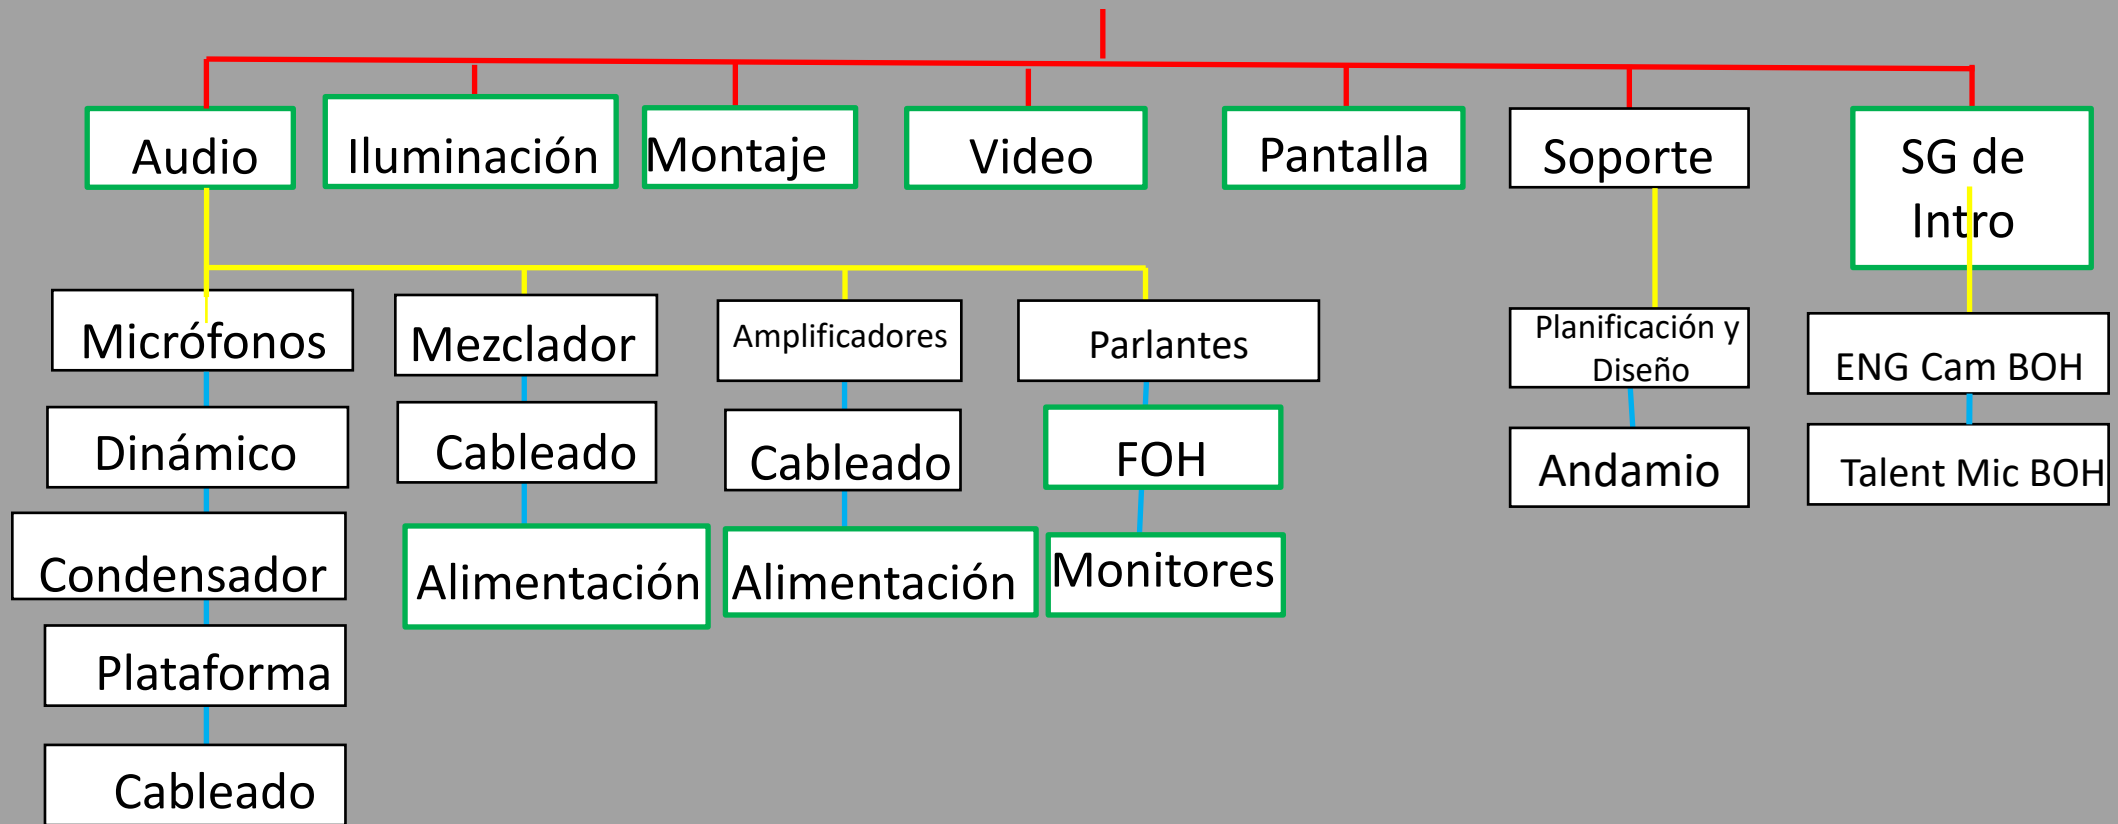 Audio
Iluminación
Montaje
Video
Pantalla
Soporte
SG de
Intro
Micrófonos
Mezclador
Amplificadores
Parlantes
Planificación y
Diseño
ENG Cam BOH
Dinámico
Cableado
Cableado
FOH
Andamio
Talent Mic BOH
Condensador
Alimentación
Alimentación
Monitores
Plataforma
Cableado